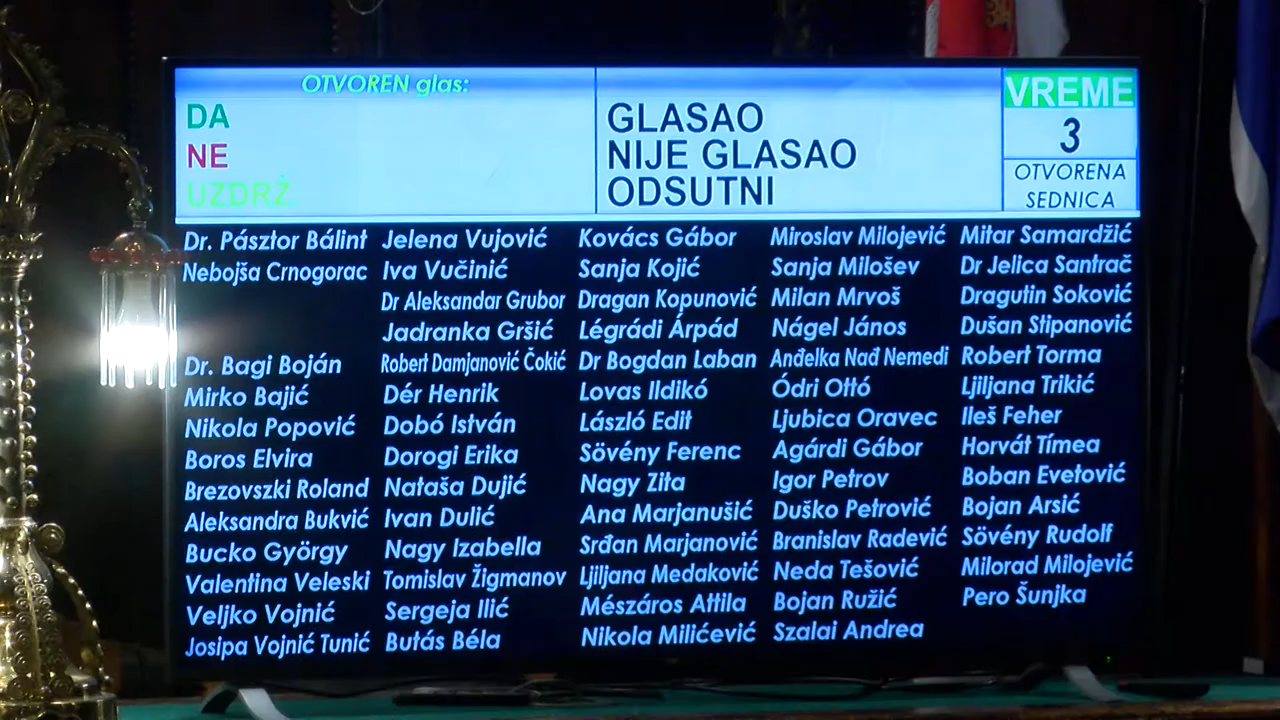 OTVOREN glas:
DA
NE
UZDRŽ.
GLASAO
NIJE GLASAO
ODSUTNI
VREME
3
OTVORENA
SEDNICA
Dr. Pásztor Bálint
Nebojša Crnogorac
Dr. Bagi Boján
Mirko Bajić
Nikola Popović
Boros Elvira
Brezovszki Roland
Aleksandra Bukvić
Bucko György
Valentina Veleski
Veljko Vojnić
Josipa Vojnić Tunić
Jelena Vujović
Iva Vučinić
Dr Aleksandar Grubor
Jadranka Gršić
Robert Damjanović Čokić
Dér Henrik
Dobó István
Dorogi Erika
Nataša Dujić
Ivan Dulić
Nagy Izabella
Tomislav Žigmanov
Sergeja Ilić
Butás Béla
Kovács Gábor
Sanja Kojić
Dragan Kopunović
Légrádi Árpád
Dr Bogdan Laban
Lovas Ildikó
László Edit
Sövény Ferenc
Nagy Zita
Ana Marjanušić
Srđan Marjanović
Ljiljana Medaković
Mészáros Attila
Nikola Milićević
Miroslav Milojević
Sanja Milošev
Milan Mrvoš
Nágel János
Anđelka Nađ Nemedi
Ódri Ottó
Ljubica Oravec
Agárdi Gábor
Igor Petrov
Duško Petrović
Branislav Radević
Neda Tešović
Bojan Ružić
Szalai Andrea
Mitar Samardžić
Dr Jelica Santrač
Dragutin Soković
Dušan Stipanović
Robert Torma
Ljiljana Trikić
Ileš Feher
Horvát Tímea
Boban Evetović
Bojan Arsić
Sövény Rudolf
Milorad Milojević
Pero Šunjka